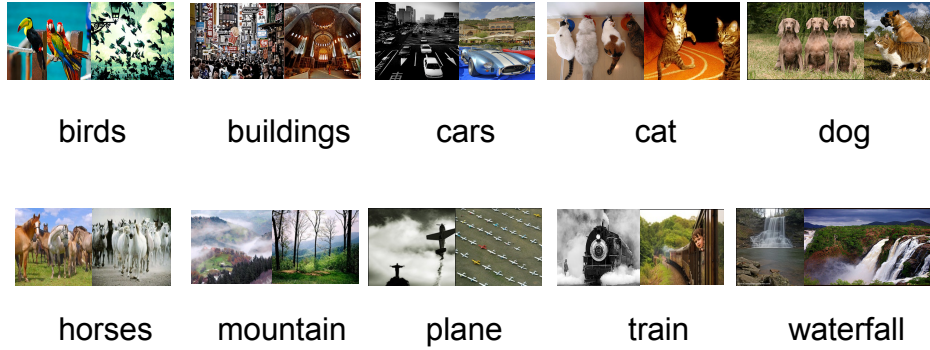 birds buildings cars cat dog
horses mountain plane train waterfall